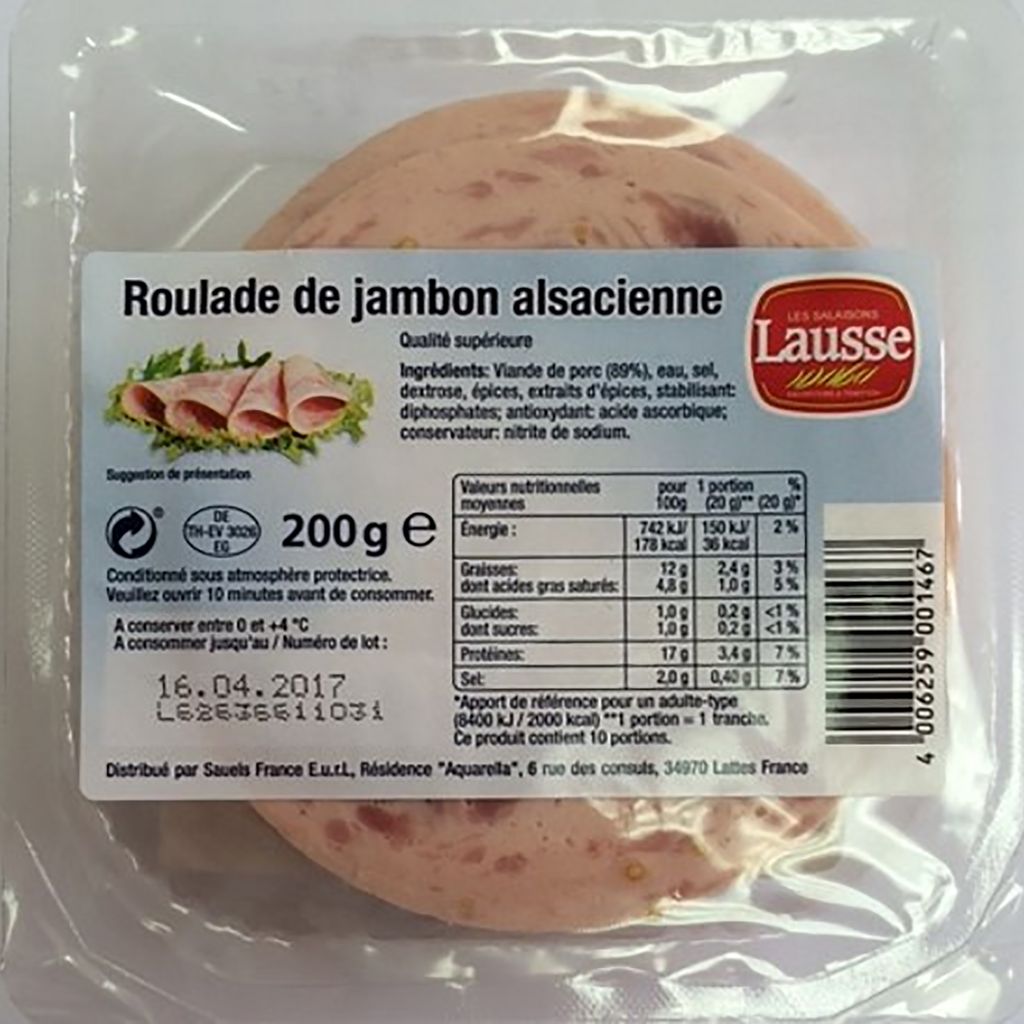 Roulade de jambon alsacienne
LES SALAISONS
Lausse
Qualité supérieure
Ingrédients: Viande de porc (89%), eau, sel,
dextrose, épices, extraits d'épices, stabilisant:
diphosphates; antioxydant: acide ascorbique;
conservateur: nitrite de sodium.
Suggestion de présentation
DE
TH-EV 3026
EG
200 g e
Conditionné sous atmosphère protectrice.
Veuillez ouvrir 10 minutes avant de consommer.
A conserver entre 0 et +4 °C
A consommer jusqu'au / Numéro de lot :
16.04.2017
Valeurs nutritionnelles pour 1 portion %
moyennes 100g (20 g)** (20 g)*
Énergie : 742 kJ/ 150 kJ/ 2 %
178 kcal 36 kcal
Graisses: 12 g 2,4 g 3 %
dont acides gras saturés: 4,8 g 1,0 g 5 %
Glucides: 1,0 g 0,2 g <1 %
dont sucres: 1,0 g 0,2 g <1 %
Protéines: 17 g 3,4 g 7 %
Sel: 2,0 g 0,40 g 7 %
*Apport de référence pour un adulte-type
(8400 kJ / 2000 kcal) **1 portion = 1 tranche.
Ce produit contient 10 portions.
Distribué par Sauels France E.u.r.L, Résidence "Aquarella", 6 rue des consuls, 34970 Lattes France
4 006259 001467